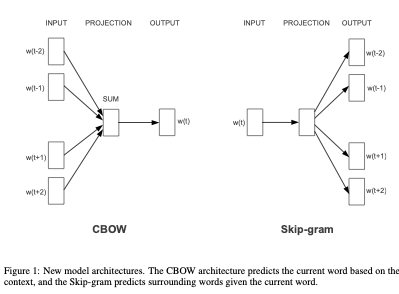 INPUT PROJECTION OUTPUT
w(t-2)
w(t-1)
SUM
w(t)
w(t+1)
w(t+2)
CBOW
INPUT PROJECTION OUTPUT
w(t)
w(t-2)
w(t-1)
w(t+1)
w(t+2)
Skip-gram
Figure 1: New model architectures. The CBOW architecture predicts the current word based on the
context, and the Skip-gram predicts surrounding words given the current word.